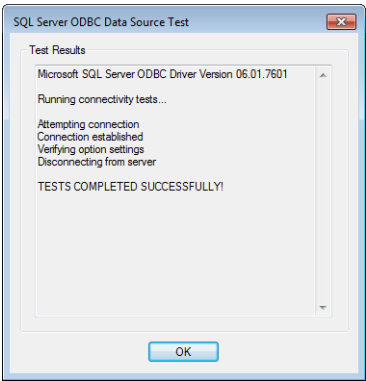 SQL Server ODBC Data Source Test
Test Results
Microsoft SQL Server ODBC Driver Version 06.01.7601
Running connectivity tests...
Attempting connection
Connection established
Verifying option settings
Disconnecting from server
TESTS COMPLETED SUCCESSFULLY!
OK